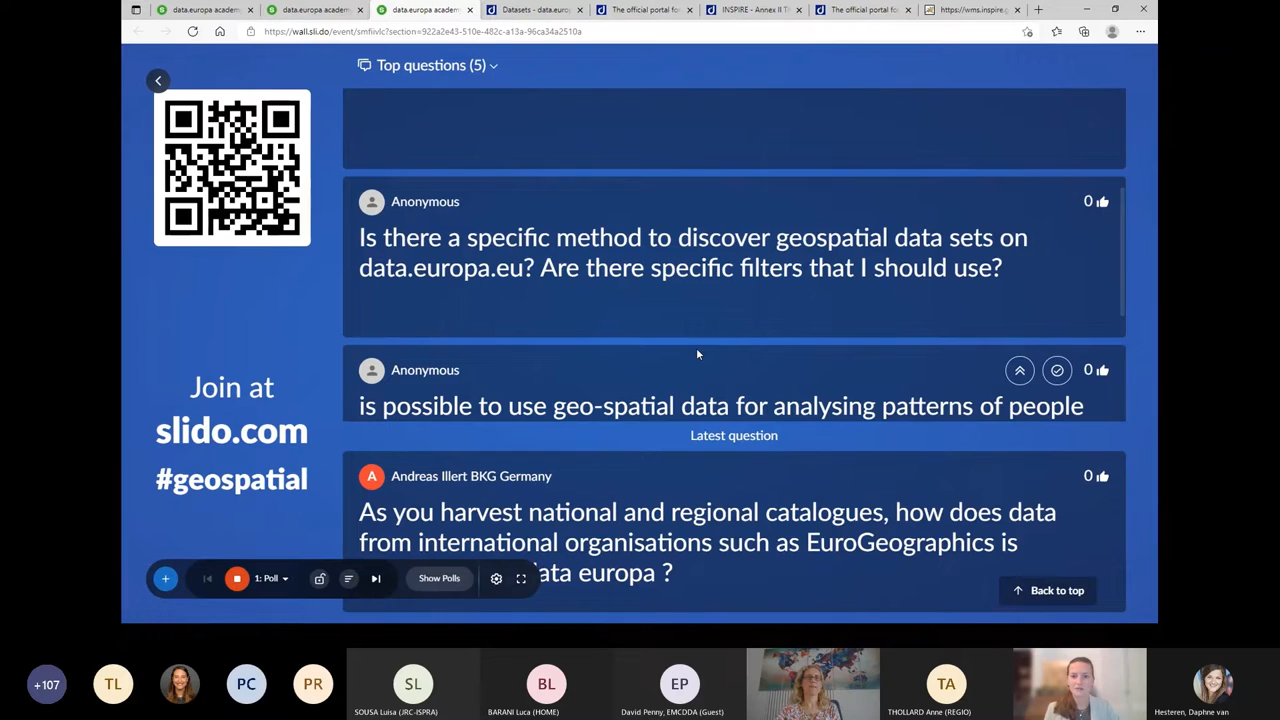 data.europa academ
data.europa academ
data.europa academ
Datasets - data.euro
The official portal for
INSPIRE - Annex II Th
The official portal for
https://wms.inspire.g
https://wall.sli.do/event/smfiivlc?section=922a2e43-510e-482c-a13a-96ca34a2510a
Top questions (5)
Anonymous
0
Is there a specific method to discover geospatial data sets on
data.europa.eu? Are there specific filters that I should use?
Anonymous
0
is possible to use geo-spatial data for analysing patterns of people
Latest question
Andreas Illert BKG Germany
0
A
As you harvest national and regional catalogues, how does data
from international organisations such as EuroGeographics is
ata europa ?
Back to top
Join at
slido.com
#geospatial
1: Poll
Show Polls
+107
TL
PC
PR
SL
SOUSA Luisa (JRC-ISPRA)
BL
BARANI Luca (HOME)
EP
David Penny, EMCDDA (Guest)
TA
THOLLARD Anne (REGIO)
Hesteren, Daphne van